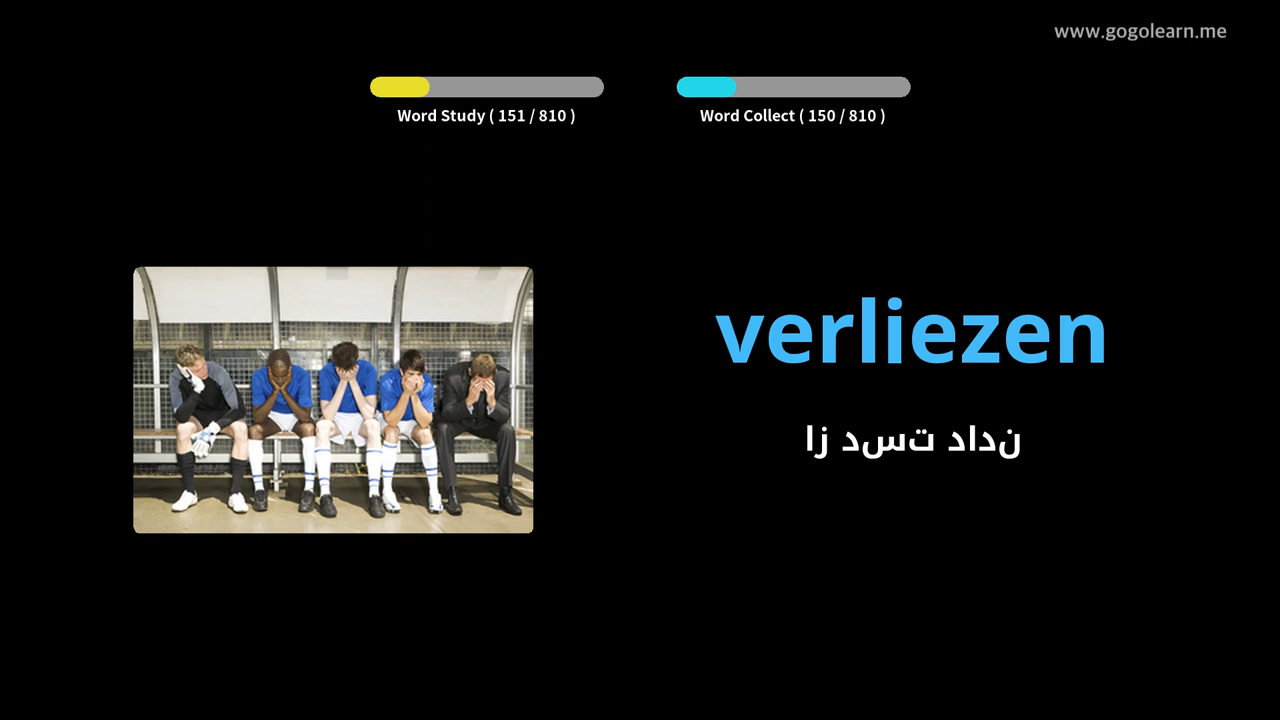 www.gogolearn.me
Word Study ( 151 / 810 )
Word Collect ( 150 / 810 )
verliezen
از دست دادن